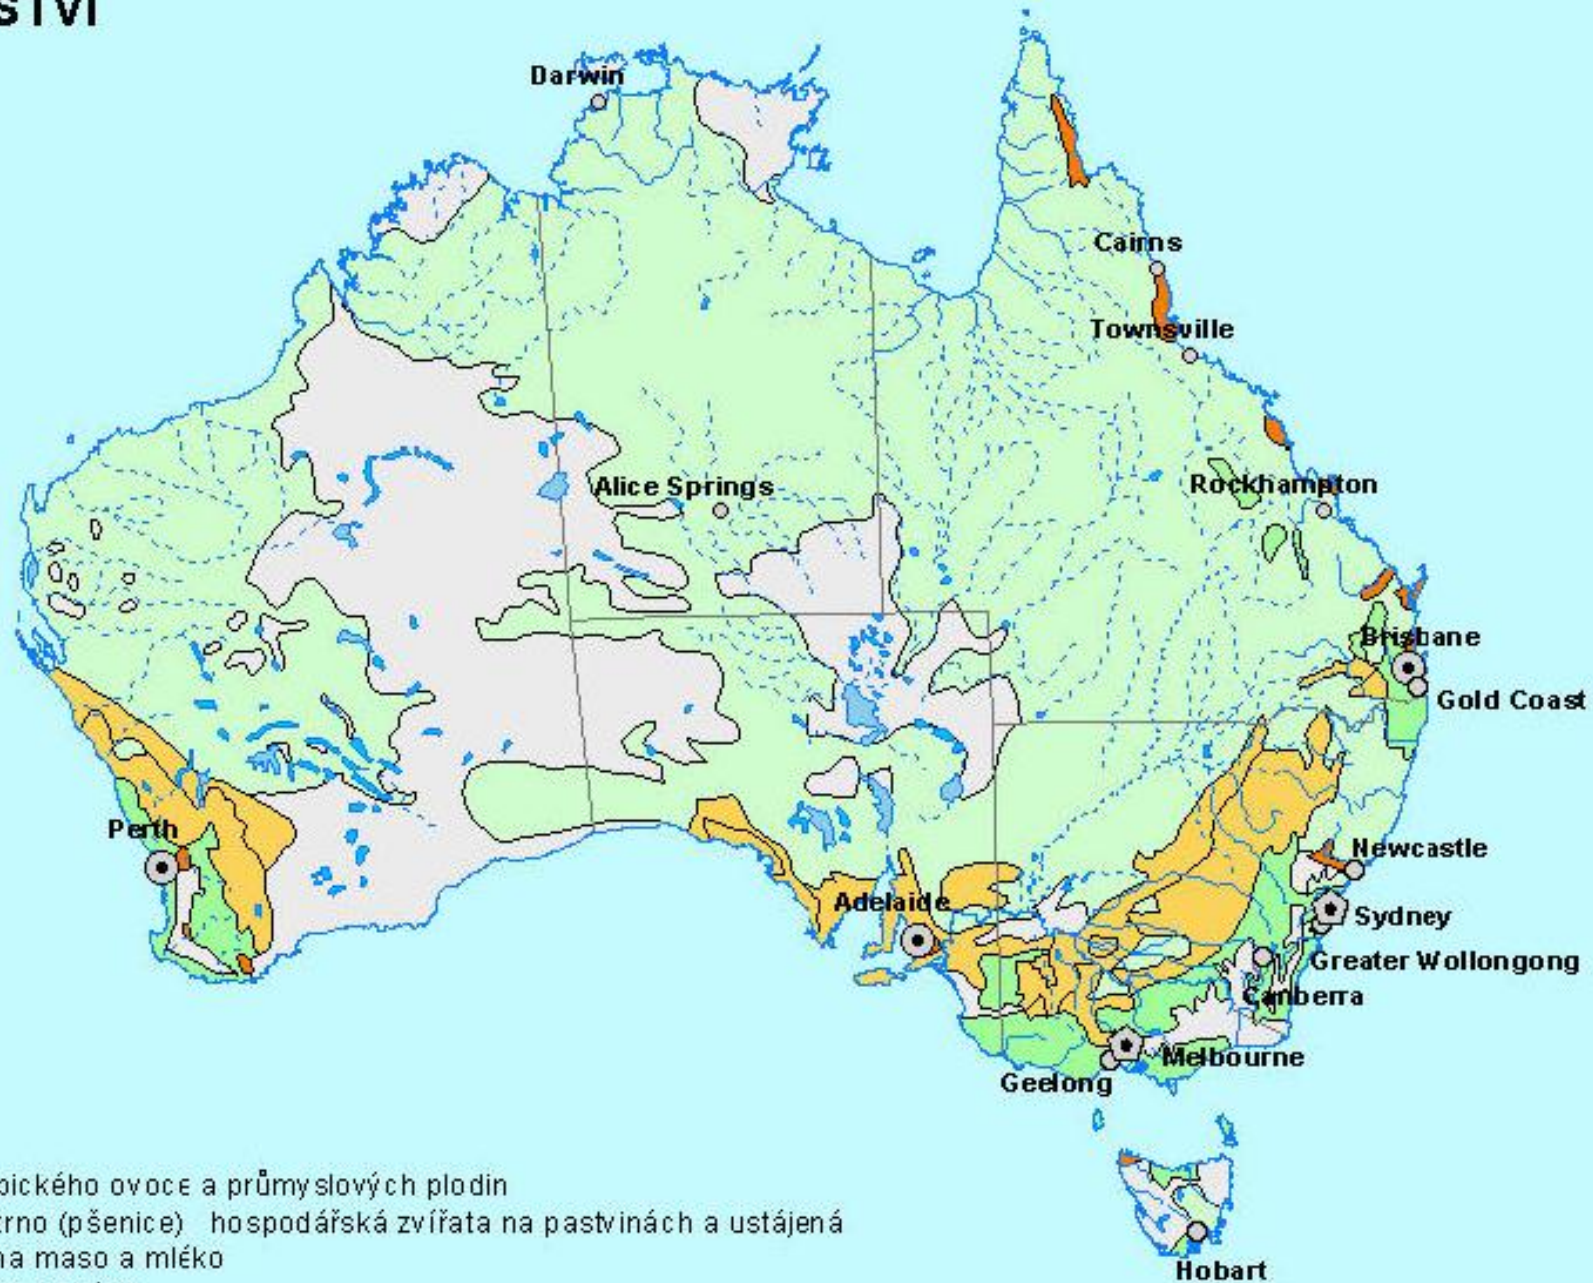 STVÍ
Darwin
Cairns
Townsville
Alice Springs
Rockhampton
Brisbane
Gold Coast
Perth
Newcastle
Adelaide
Sydney
Greater Wollongong
Canberra
Melbourne
Geelong
pického ovoce a průmyslových plodin
zrno (pšenice) hospodářská zvířata na pastvinách a ustájená
na maso a mléko
Hobart